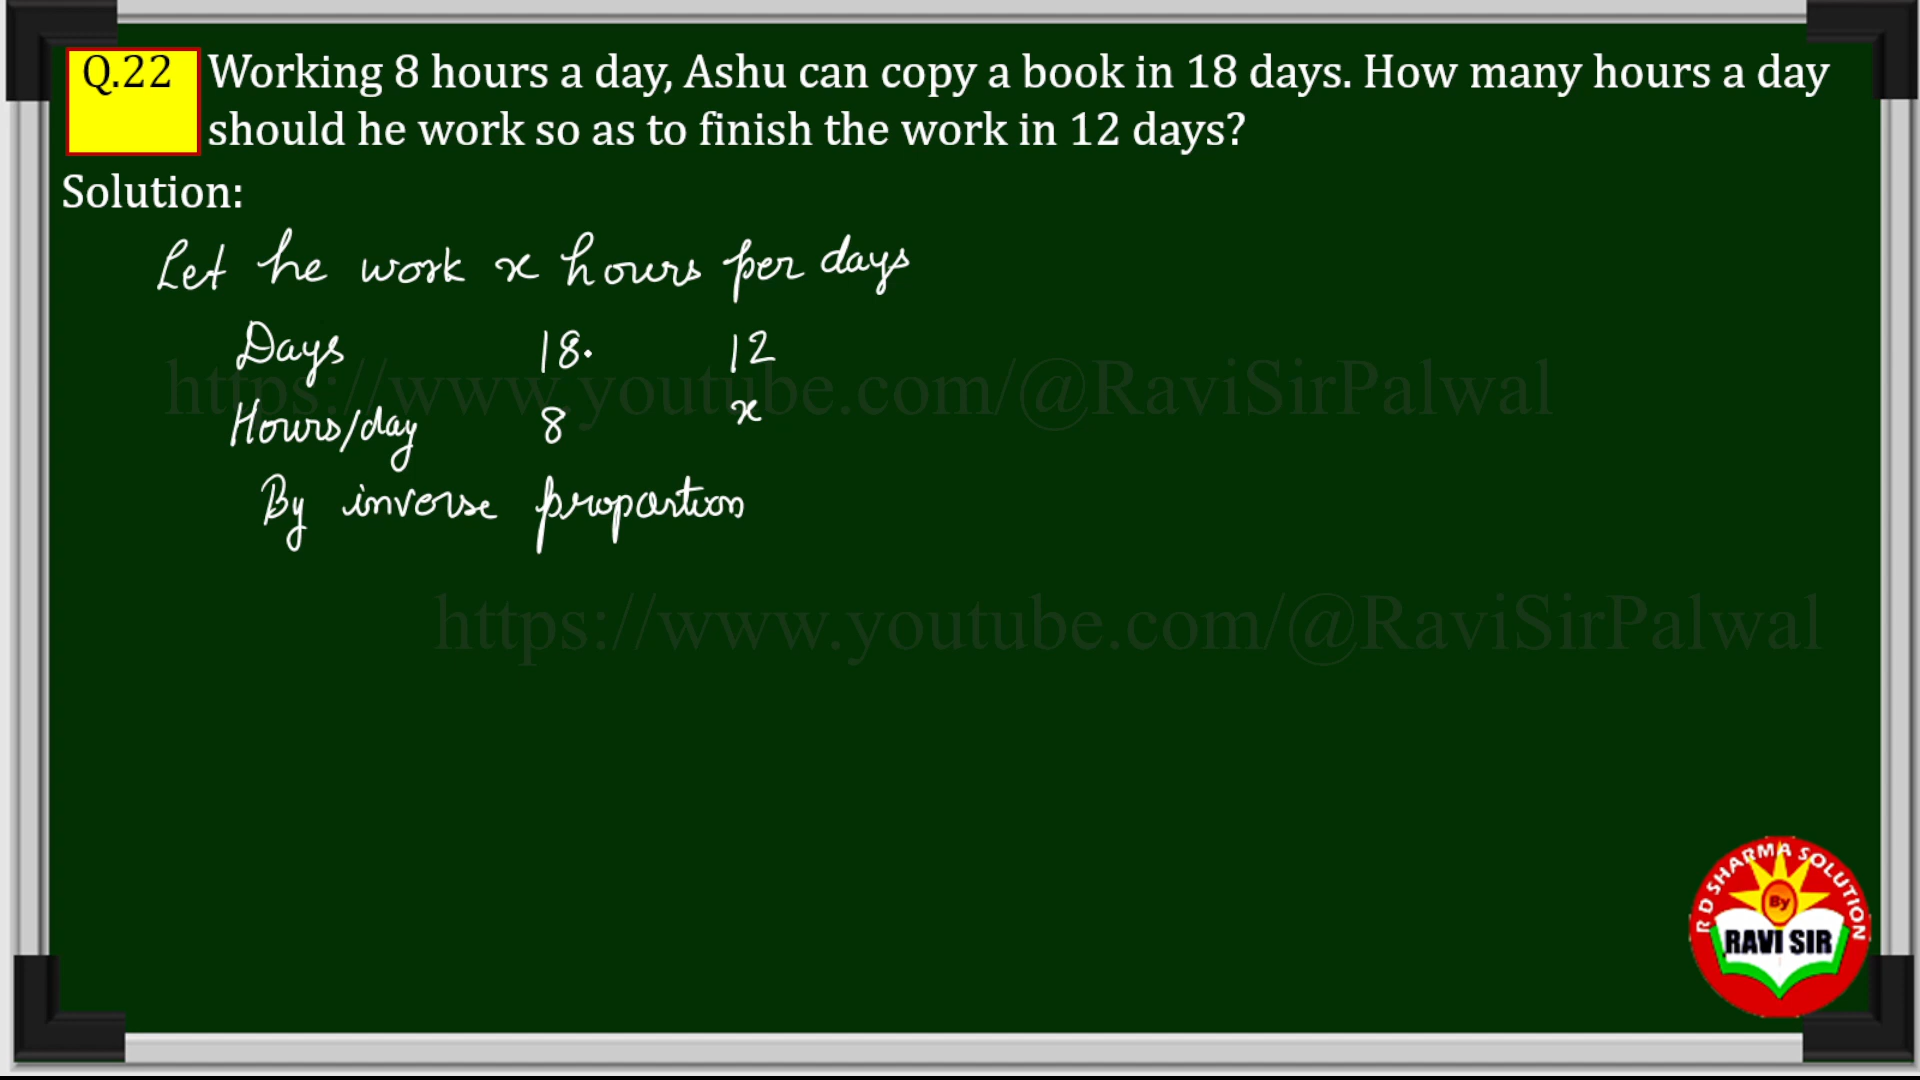 Q.22 Working 8 hours a day, Ashu can copy a book in 18 days. How many hours a day
should he work so as to finish the work in 12 days?
Solution:
Let he work x hours per days
Days 18. 12
https://www.youtube.com/@RaviSirPalwal
Hours/day 8 x
By inverse proportion
https://www.youtube.com/@RaviSirPalwal
R D SHARMA SOLUTION
By
RAVI SIR